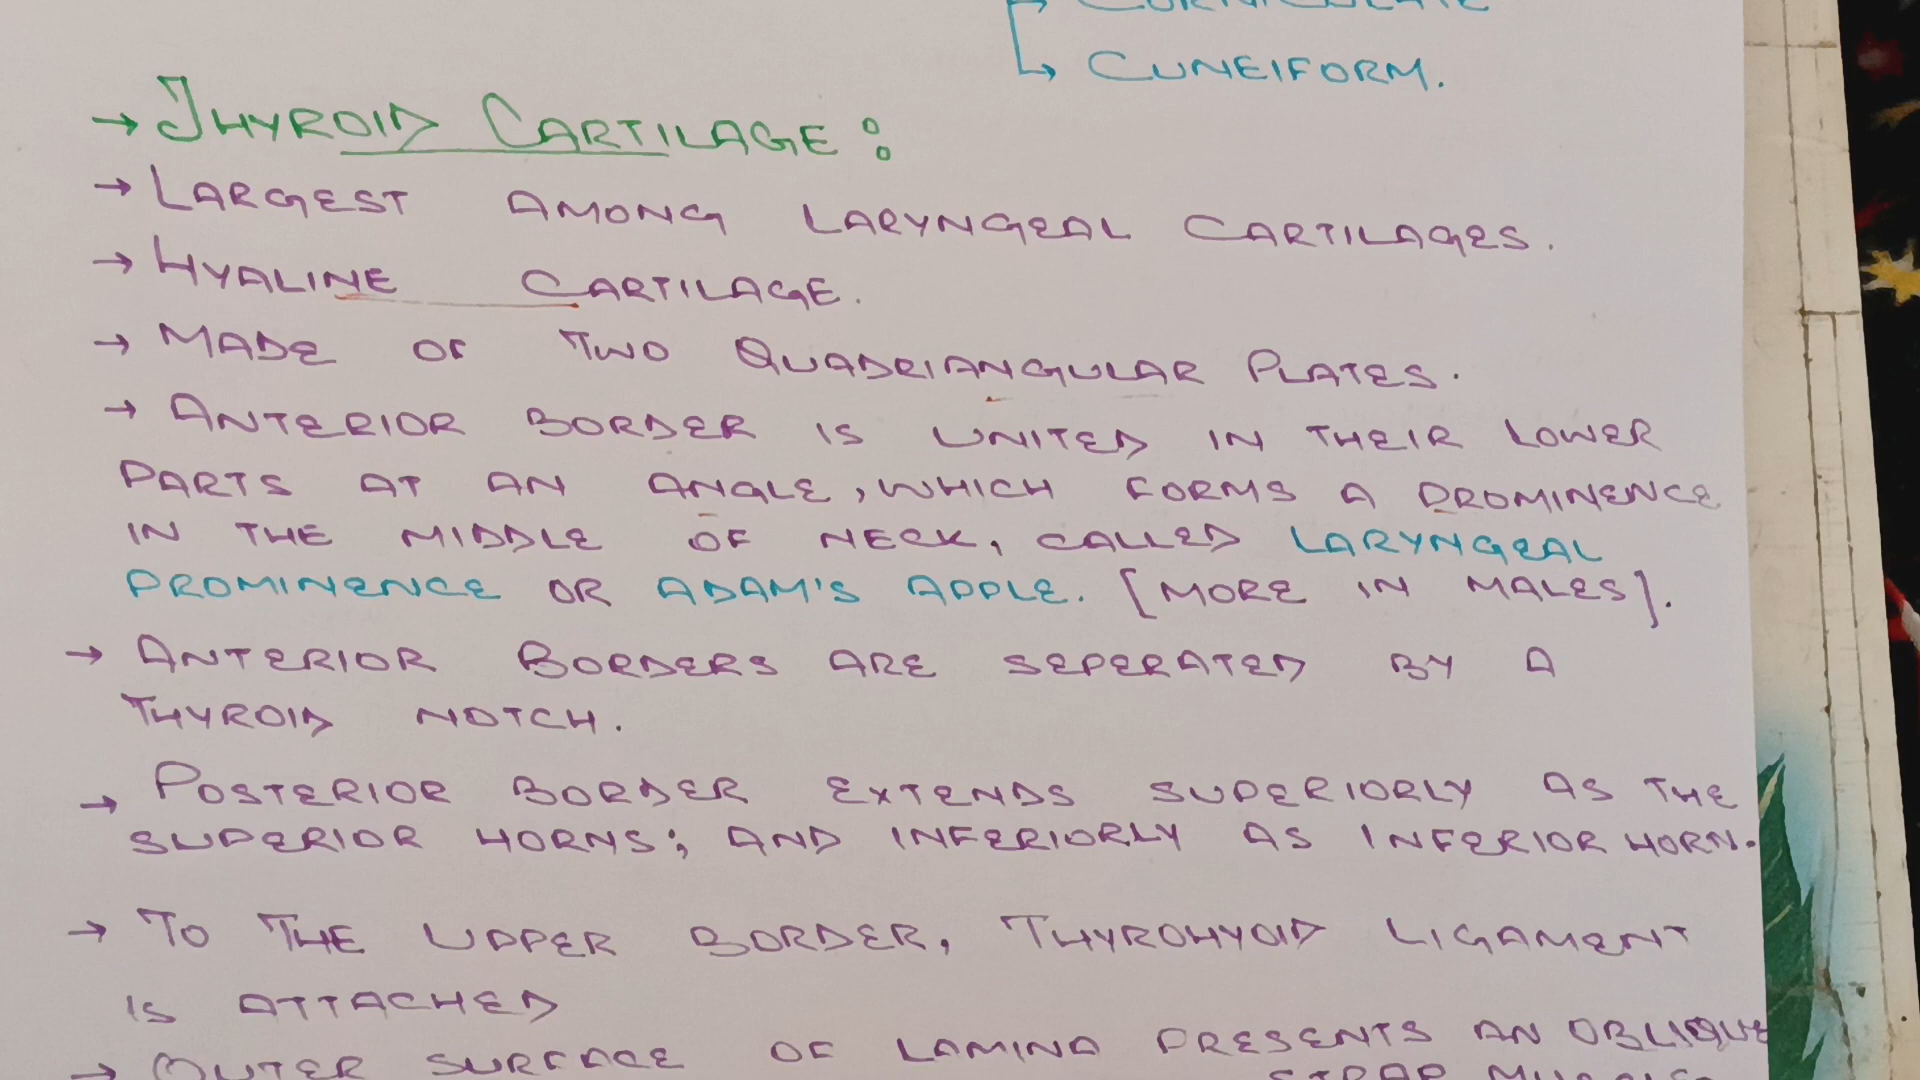 CORNICULATE
↳ CUNEIFORM.
→ THYROID CARTILAGE:
→ LARGEST AMONG LARYNGEAL CARTILAGES.
→ HYALINE CARTILAGE.
→ MADE OF TWO QUADRIANGULAR PLATES.
→ ANTERIOR BORDER IS UNITED IN THEIR LOWER
PARTS AT AN ANGLE, WHICH FORMS A PROMINENCE
IN THE MIDDLE OF NECK, CALLED LARYNGEAL
PROMINENCE OR ADAM'S APPLE. [MORE IN MALES].
→ ANTERIOR BORDERS ARE SEPERATED BY A
THYROID NOTCH.
→ POSTERIOR BORDER EXTENDS SUPERIORLY AS THE
SUPERIOR HORNS; AND INFERIORLY AS INFERIOR HORN.
→ TO THE UPPER BORDER, THYROHYOID LIGAMENT
IS ATTACHED
→ OUTER SURFACE OF LAMINA PRESENTS AN OBLIQUE
STRAP